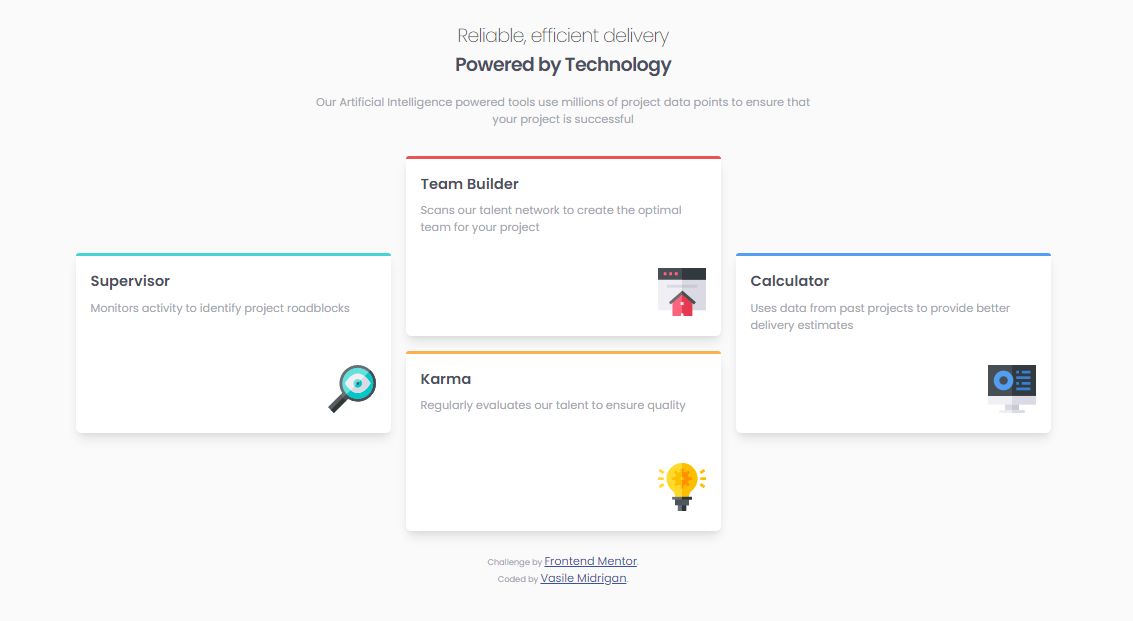 Reliable, efficient delivery
Powered by Technology
Our Artificial Intelligence powered tools use millions of project data points to ensure that
your project is successful
Supervisor
Monitors activity to identify project roadblocks
Team Builder
Scans our talent network to create the optimal
team for your project
Karma
Regularly evaluates our talent to ensure quality
Calculator
Uses data from past projects to provide better
delivery estimates
Challenge by Frontend Mentor.
Coded by Vasile Midrigan.